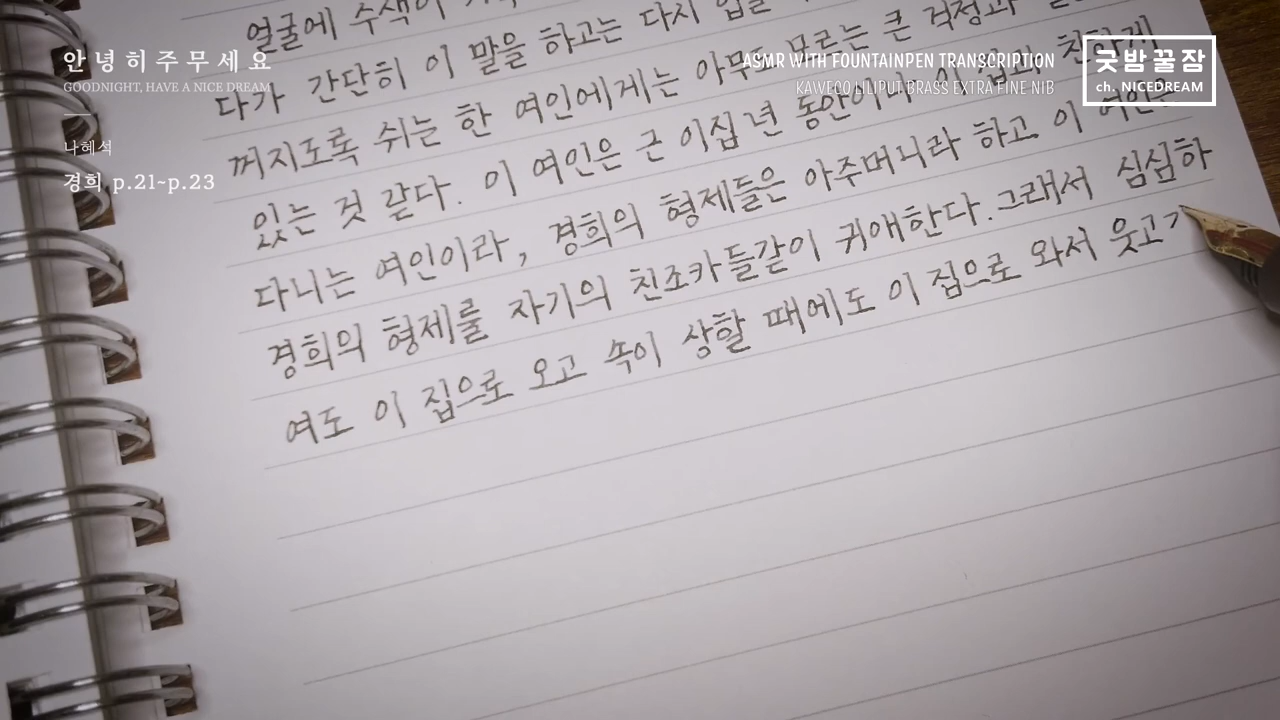 안녕히주무세요
GOODNIGHT, HAVE A NICE DREAM
나혜석
경희 p.21~p.23
ASMR WITH FOUNTAINPEN TRANSCRIPTION
KAWECO LILIPUT BRASS EXTRA FINE NIB
굿밤꿀잠
ch. NICEDREAM
얼굴에 수색이
다가 간단히 이 말을 하고는 다시 입을
꺼지도록 쉬는 한 여인에게는 아무도 모르는 큰 걱정과
있는 것 같다. 이 여인은 근 이십 년 동안이나 이 집과 친하게
다니는 여인이라, 경희의 형제들은 아주머니라 하고 이 여인은
경희의 형제를 자기의 친조카들같이 귀애한다. 그래서 심심하
여도 이 집으로 오고 속이 상할 때에도 이 집으로 와서 웃고